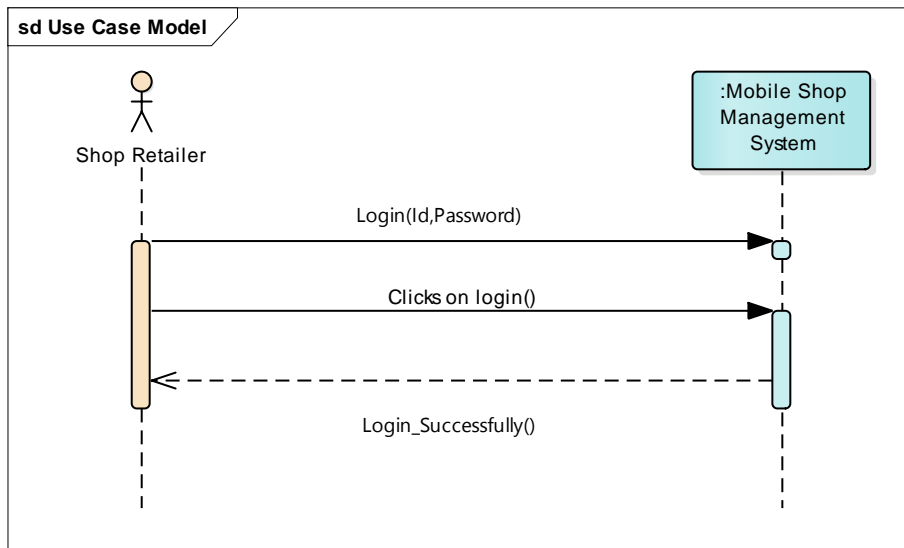 sd Use Case Model
Shop Retailer
:Mobile Shop
Management
System
Login(Id,Password)
Clicks on login()
Login_Successfully()